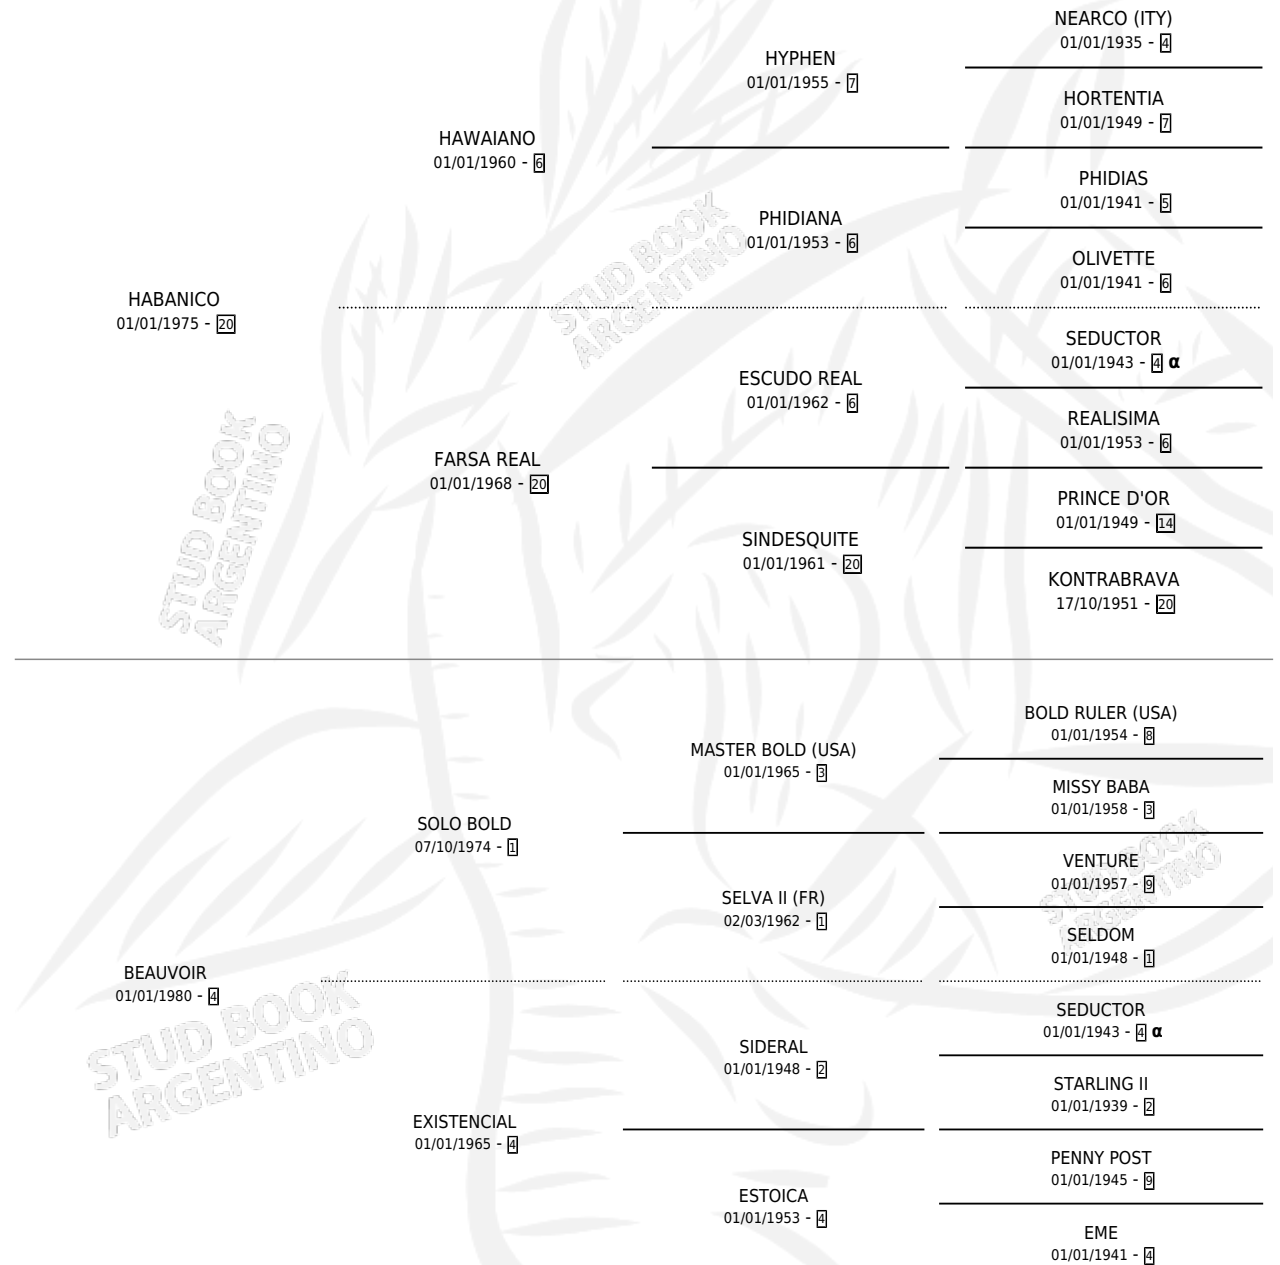 NEARCO (ITY)
01/01/1935 - 4
HYPHEN
01/01/1955 - 7
HORTENTIA
01/01/1949 - 7
HAWAIANO
01/01/1960 - 6
PHIDIAS
01/01/1941 - 5
PHIDIANA
01/01/1953 - 6
OLIVETTE
01/01/1941 - 6
HABANICO
01/01/1975 - 20
SEDUCTOR
01/01/1943 - 4 α
ESCUDO REAL
01/01/1962 - 6
REALISIMA
01/01/1953 - 6
FARSA REAL
01/01/1968 - 20
PRINCE D'OR
01/01/1949 - 14
SINDESQUITE
01/01/1961 - 20
KONTRABRAVA
17/10/1951 - 20
BOLD RULER (USA)
01/01/1954 - 8
MASTER BOLD (USA)
01/01/1965 - 3
MISSY BABA
01/01/1958 - 3
SOLO BOLD
07/10/1974 - 1
VENTURE
01/01/1957 - 9
SELVA II (FR)
02/03/1962 - 1
SELDOM
01/01/1948 - 1
BEAUVOIR
01/01/1980 - 4
SEDUCTOR
01/01/1943 - 4 α
SIDERAL
01/01/1948 - 2
STARLING II
01/01/1939 - 2
EXISTENCIAL
01/01/1965 - 4
PENNY POST
01/01/1945 - 9
ESTOICA
01/01/1953 - 4
EME
01/01/1941 - 4
STUD BOOK
ARGENTINO
STUD BOOK
ARGENTINO
STUD BOOK
ARGENTINO
STUD BOOK
ARGENTINO